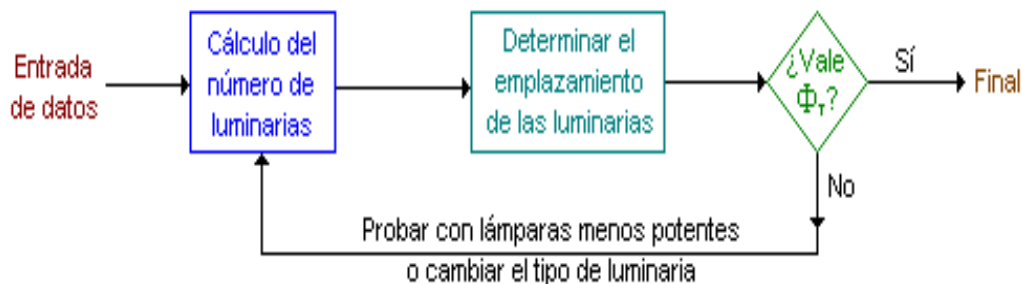 Entrada
de datos
Cálculo del
número de
luminarias
Determinar el
emplazamiento
de las luminarias
¿Vale
ΦT?
Sí
Final
No
Probar con lámparas menos potentes
o cambiar el tipo de luminaria